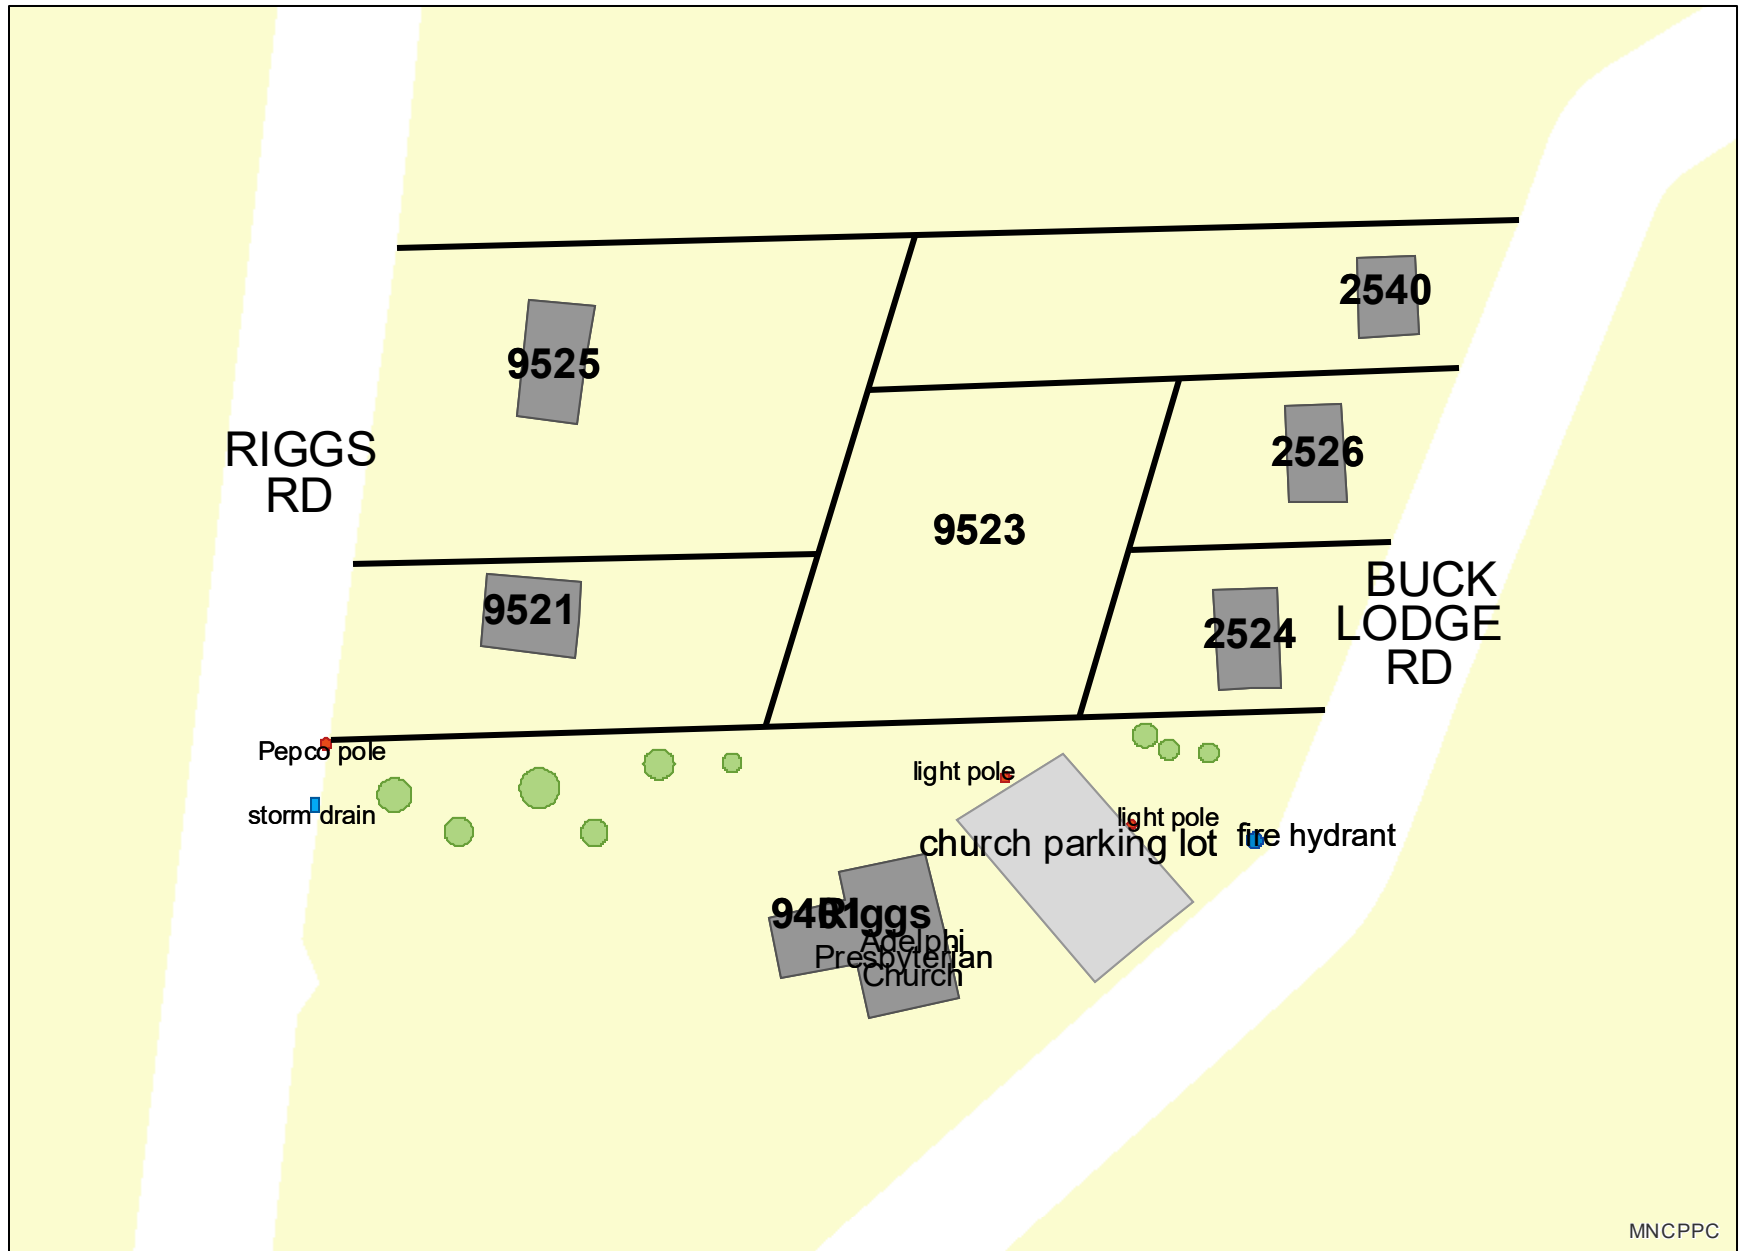 2540
9525
RIGGS
RD
2526
9523
BUCK
LODGE
RD
9521
2524
Pepco pole
storm drain
light pole
light pole
church parking lot
fire hydrant
Riggs
Adelphi
Presbyterian
Church
MNCPPC